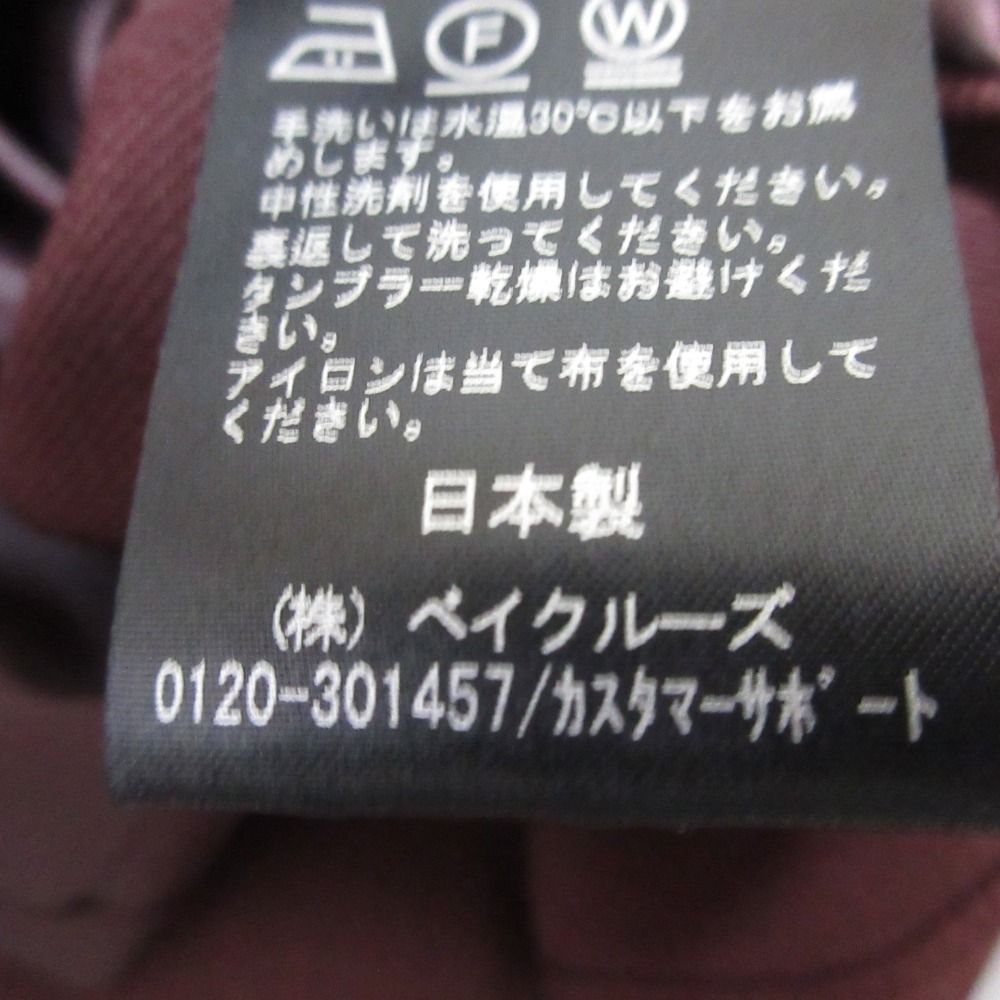 F W
手洗いは水温30℃以下をお薦
めします。
中性洗剤を使用してください。
裏返して洗ってください。
タンブラー乾燥はお避けくだ
さい。
アイロンは当て布を使用して
ください。
日本製
(株) ベイクルーズ
0120-301457/カスタマーサポート